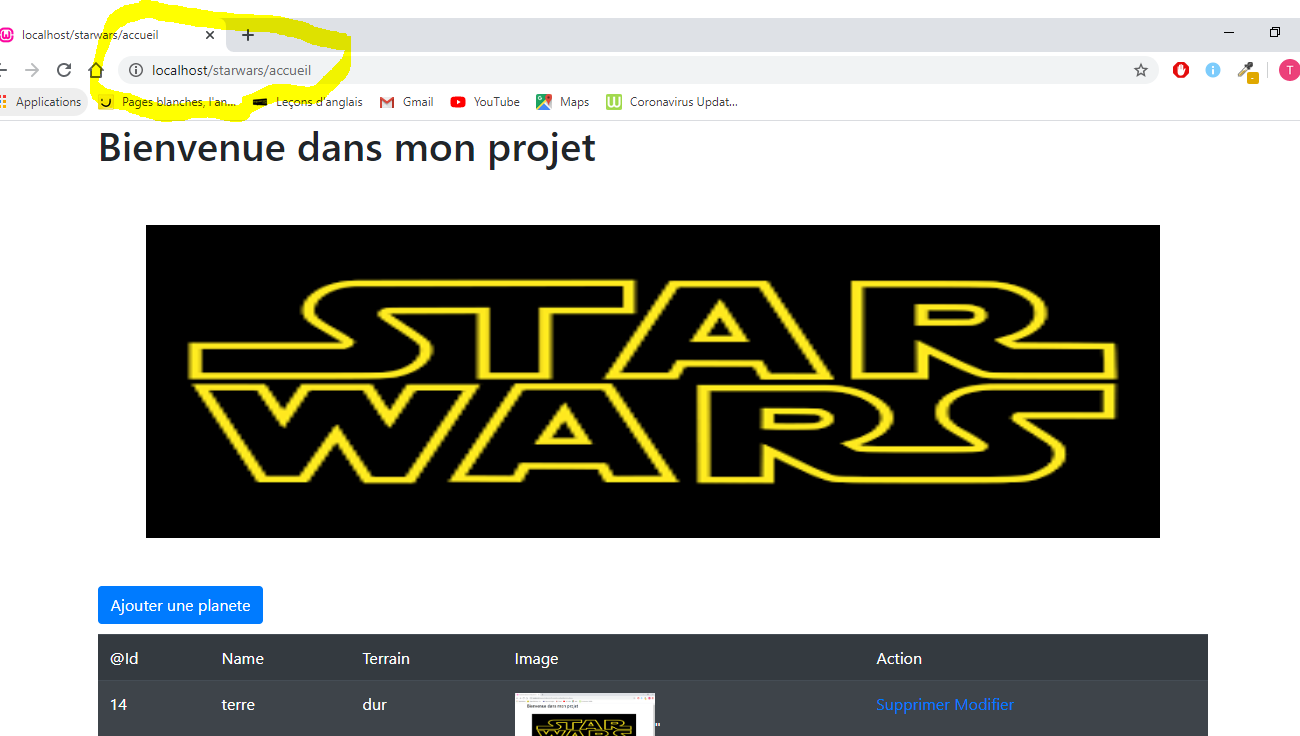 localhost/starwars/accueil
localhost/starwars/accueil
T
Applications Pages blanches, l'an... Leçons d'anglais Gmail YouTube Maps Coronavirus Updat...
Bienvenue dans mon projet
STAR
WARS
Ajouter une planete
@Id Name Terrain Image Action
14 terre dur " Supprimer Modifier
Bienvenue dans mon projet
STAR
WARS